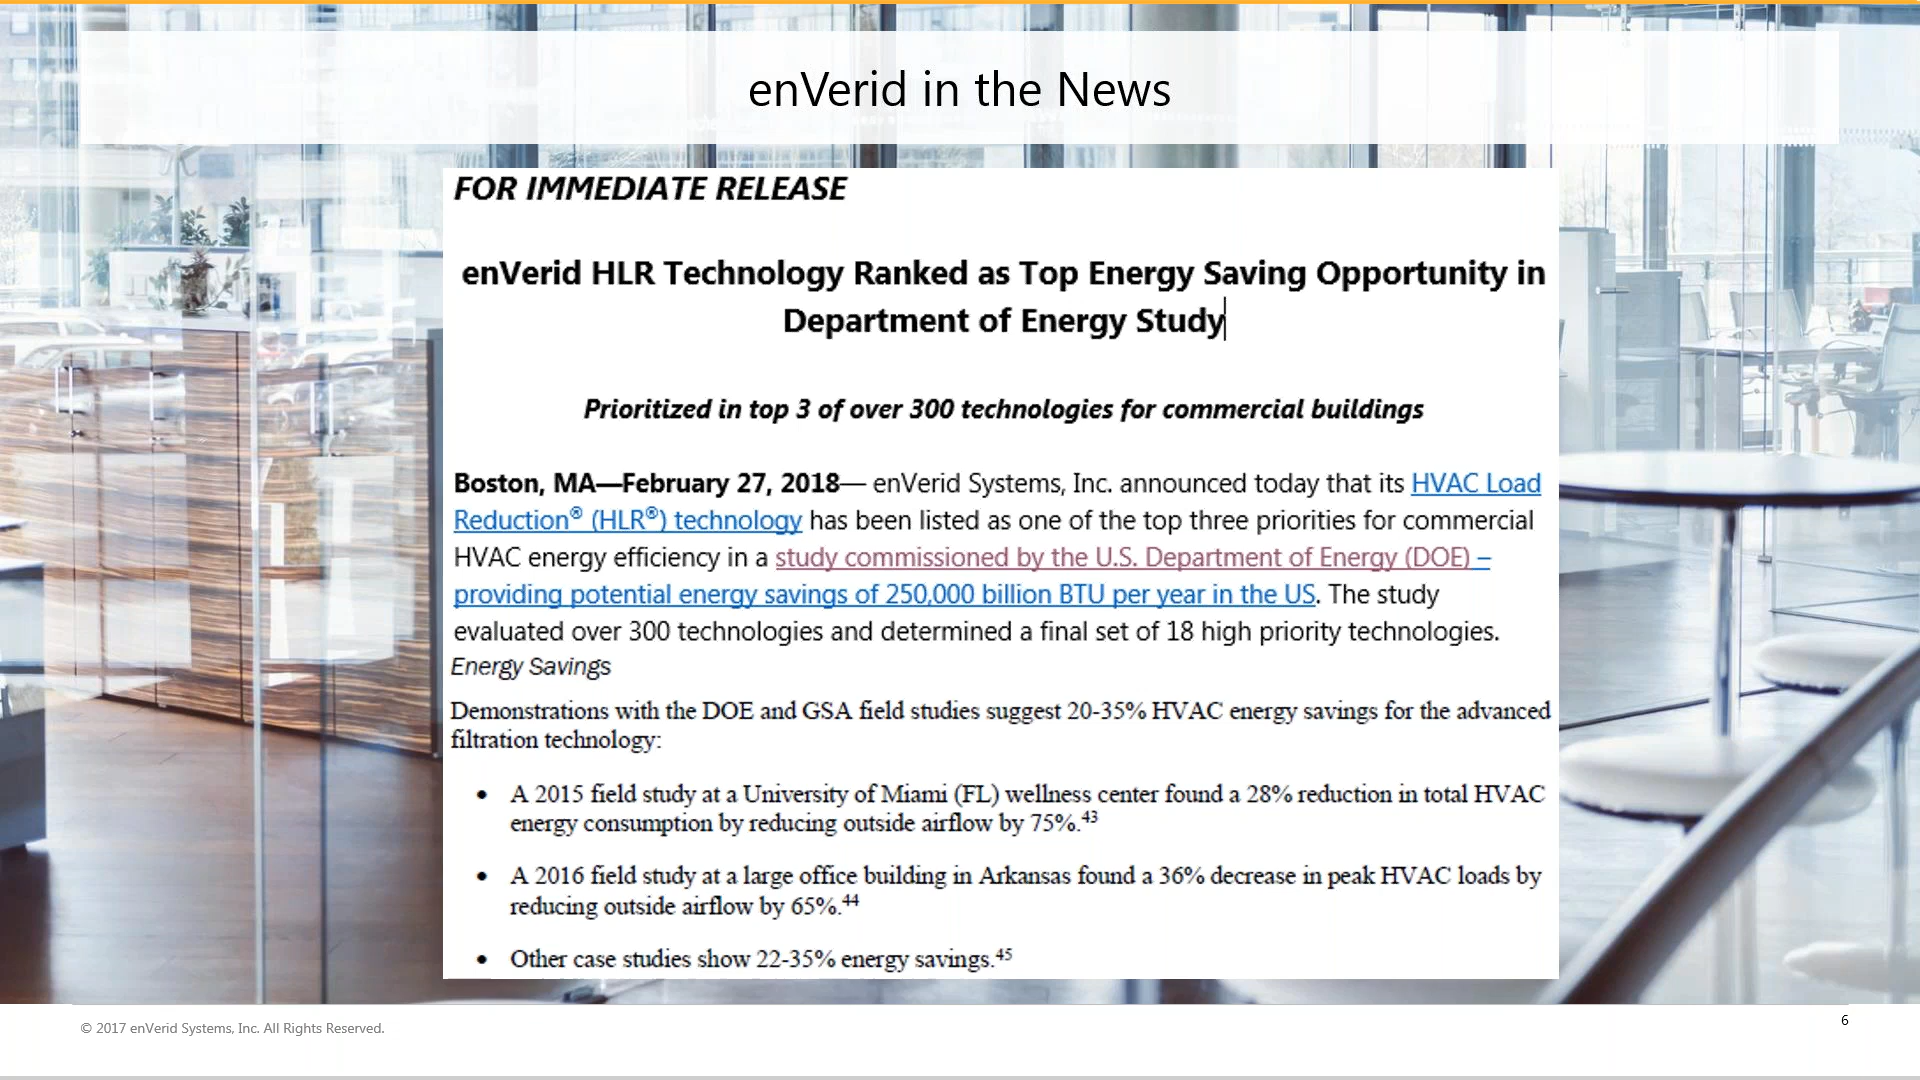 enVerid in the News
FOR IMMEDIATE RELEASE
enVerid HLR Technology Ranked as Top Energy Saving Opportunity in
Department of Energy Study
Prioritized in top 3 of over 300 technologies for commercial buildings
Boston, MA—February 27, 2018— enVerid Systems, Inc. announced today that its HVAC Load
Reduction® (HLR®) technology has been listed as one of the top three priorities for commercial
HVAC energy efficiency in a study commissioned by the U.S. Department of Energy (DOE) –
providing potential energy savings of 250,000 billion BTU per year in the US. The study
evaluated over 300 technologies and determined a final set of 18 high priority technologies.
Energy Savings
Demonstrations with the DOE and GSA field studies suggest 20-35% HVAC energy savings for the advanced
filtration technology:
• A 2015 field study at a University of Miami (FL) wellness center found a 28% reduction in total HVAC
energy consumption by reducing outside airflow by 75%.43
• A 2016 field study at a large office building in Arkansas found a 36% decrease in peak HVAC loads by
reducing outside airflow by 65%.44
• Other case studies show 22-35% energy savings.45
© 2017 enVerid Systems, Inc. All Rights Reserved.
6